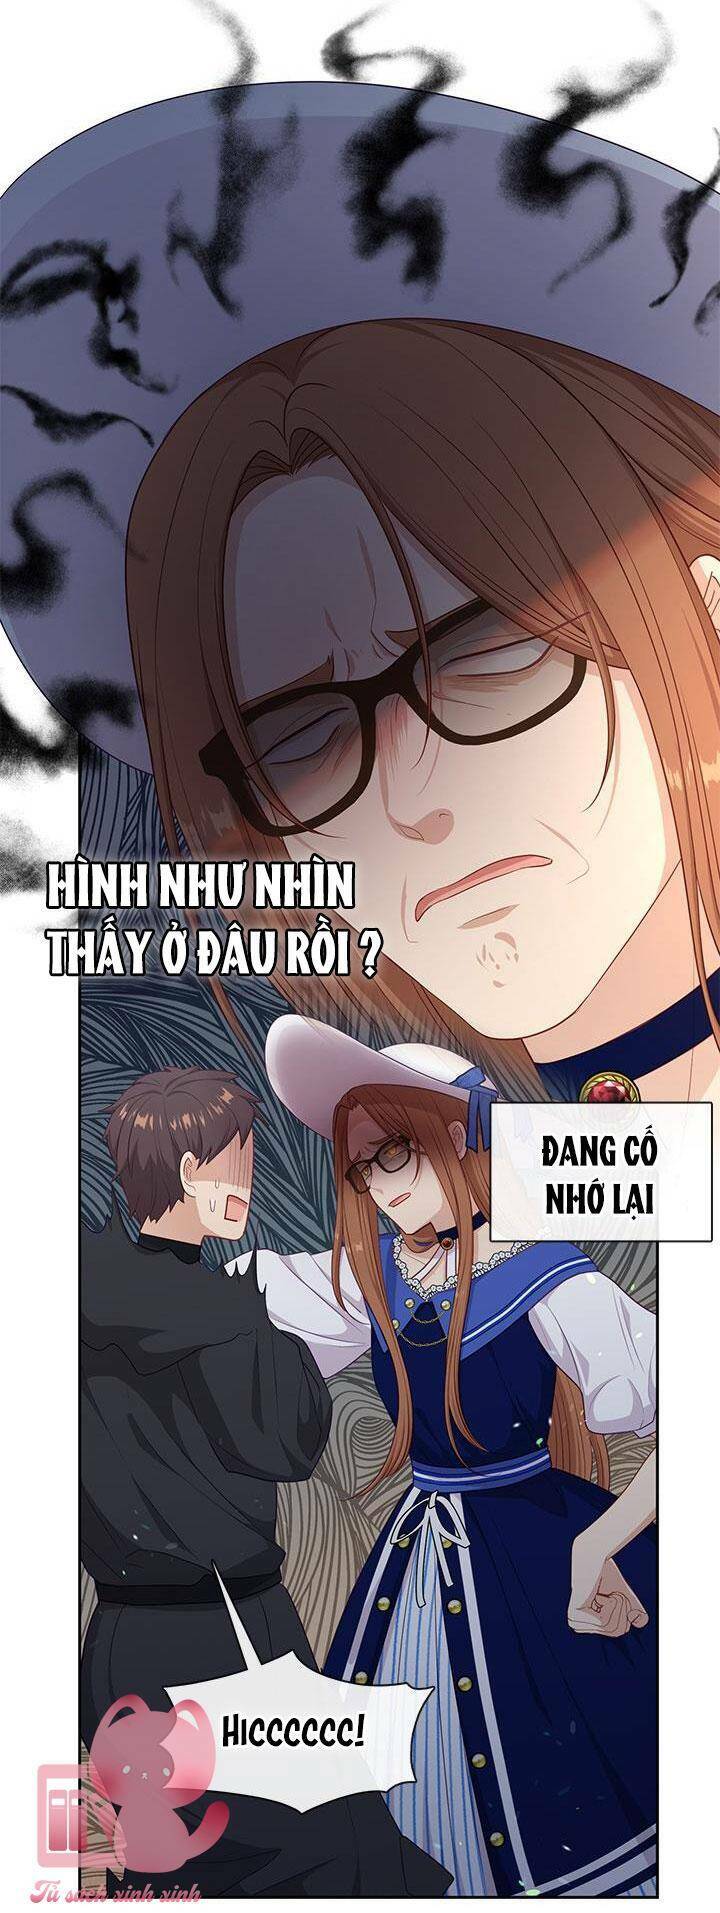 HÌNH NHƯ NHÌN
THẤY Ở ĐÂU RỒI ?
ĐANG CỐ
NHỚ LẠI
HICCCCCC!
Tủ sách xinh xinh